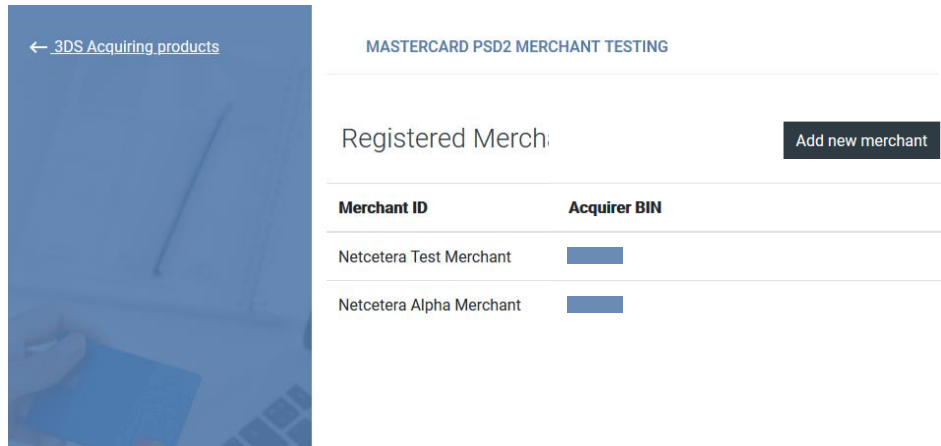 ← 3DS Acquiring products
MASTERCARD PSD2 MERCHANT TESTING
Registered Merch
Add new merchant
Merchant ID Acquirer BIN
Netcetera Test Merchant
Netcetera Alpha Merchant